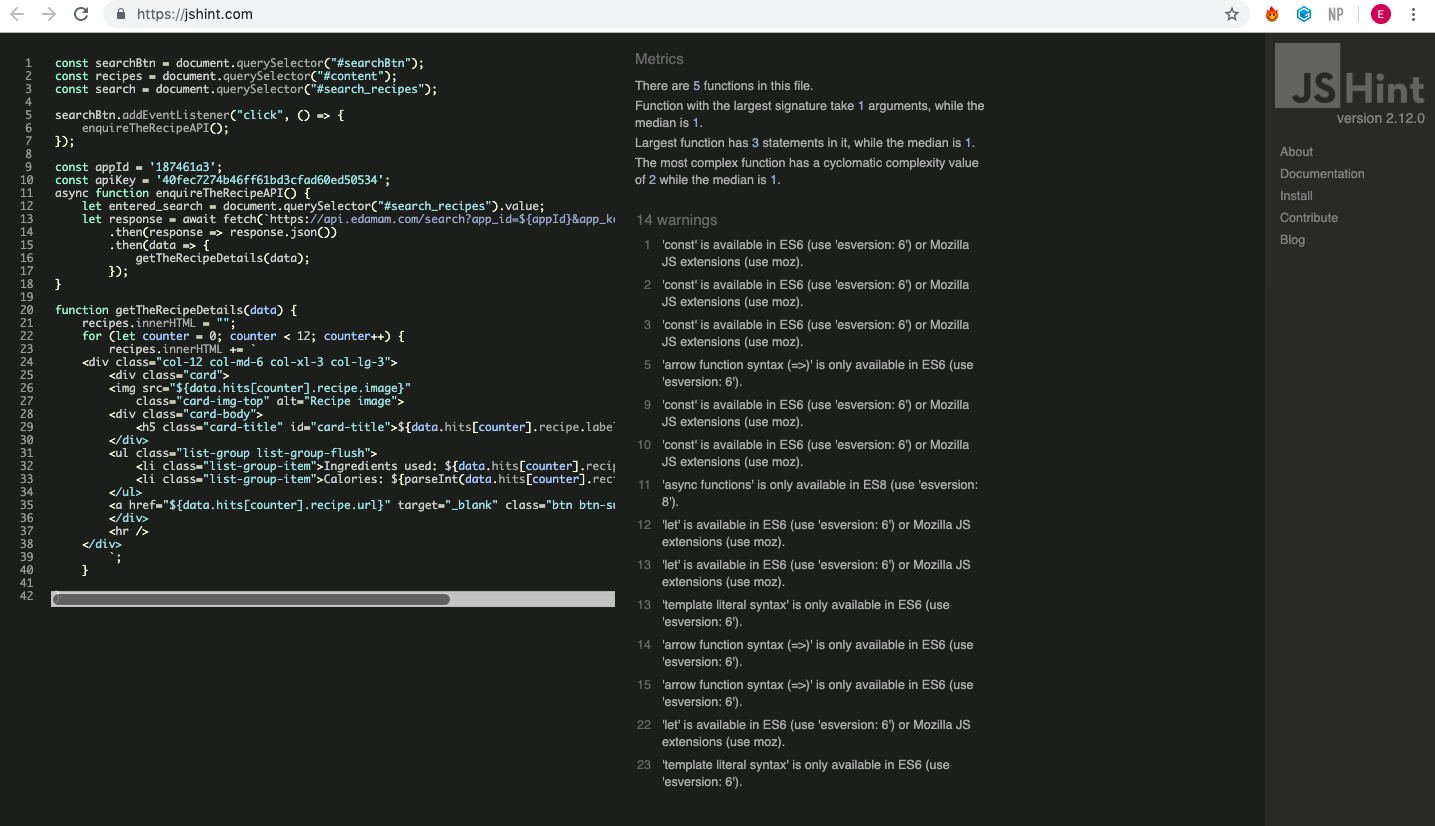 https://jshint.com
NP
E
1 const searchBtn = document.querySelector("#searchBtn");
2 const recipes = document.querySelector("#content");
3 const search = document.querySelector("#search_recipes");
4
5 searchBtn.addEventListener("click", () => {
6 enquireTheRecipeAPI();
7 });
8
9 const appId = '187461a3';
10 const apiKey = '40fec7274b46ff61bd3cfad60ed50534';
11 async function enquireTheRecipeAPI() {
12 let entered_search = document.querySelector("#search_recipes").value;
13 let response = await fetch(`https://api.edamam.com/search?app_id=${appId}&app_ke
14 .then(response => response.json())
15 .then(data => {
16 getTheRecipeDetails(data);
17 });
18 }
19
20 function getTheRecipeDetails(data) {
21 recipes.innerHTML = "";
22 for (let counter = 0; counter < 12; counter++) {
23 recipes.innerHTML += `
24 <div class="col-12 col-md-6 col-xl-3 col-lg-3">
25 <div class="card">
26 <img src="${data.hits[counter].recipe.image}"
27 class="card-img-top" alt="Recipe image">
28 <div class="card-body">
29 <h5 class="card-title" id="card-title">${data.hits[counter].recipe.label
30 </div>
31 <ul class="list-group list-group-flush">
32 <li class="list-group-item">Ingredients used: ${data.hits[counter].recip
33 <li class="list-group-item">Calories: ${parseInt(data.hits[counter].reci
34 </ul>
35 <a href="${data.hits[counter].recipe.url}" target="_blank" class="btn btn-su
36 </div>
37 <hr />
38 </div>
39 `;
40 }
41
42 }
Metrics
There are 5 functions in this file.
Function with the largest signature take 1 arguments, while the
median is 1.
Largest function has 3 statements in it, while the median is 1.
The most complex function has a cyclomatic complexity value
of 2 while the median is 1.
14 warnings
1 'const' is available in ES6 (use 'esversion: 6') or Mozilla
JS extensions (use moz).
2 'const' is available in ES6 (use 'esversion: 6') or Mozilla
JS extensions (use moz).
3 'const' is available in ES6 (use 'esversion: 6') or Mozilla
JS extensions (use moz).
5 'arrow function syntax (=>)' is only available in ES6 (use
'esversion: 6').
9 'const' is available in ES6 (use 'esversion: 6') or Mozilla
JS extensions (use moz).
10 'const' is available in ES6 (use 'esversion: 6') or Mozilla
JS extensions (use moz).
11 'async functions' is only available in ES8 (use 'esversion:
8').
12 'let' is available in ES6 (use 'esversion: 6') or Mozilla JS
extensions (use moz).
13 'let' is available in ES6 (use 'esversion: 6') or Mozilla JS
extensions (use moz).
13 'template literal syntax' is only available in ES6 (use
'esversion: 6').
14 'arrow function syntax (=>)' is only available in ES6 (use
'esversion: 6').
15 'arrow function syntax (=>)' is only available in ES6 (use
'esversion: 6').
22 'let' is available in ES6 (use 'esversion: 6') or Mozilla JS
extensions (use moz).
23 'template literal syntax' is only available in ES6 (use
'esversion: 6').
JSHint
version 2.12.0
About
Documentation
Install
Contribute
Blog